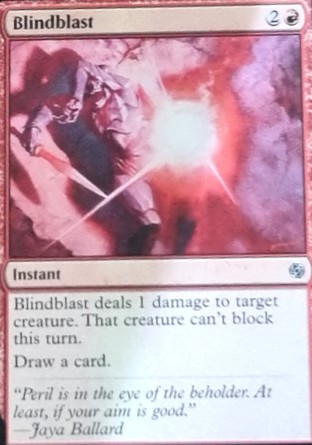 Blindblast 2
Instant
Blindblast deals 1 damage to target
creature. That creature can't block
this turn.
Draw a card.
"Peril is in the eye of the beholder. At
least, if your aim is good."
—Jaya Ballard